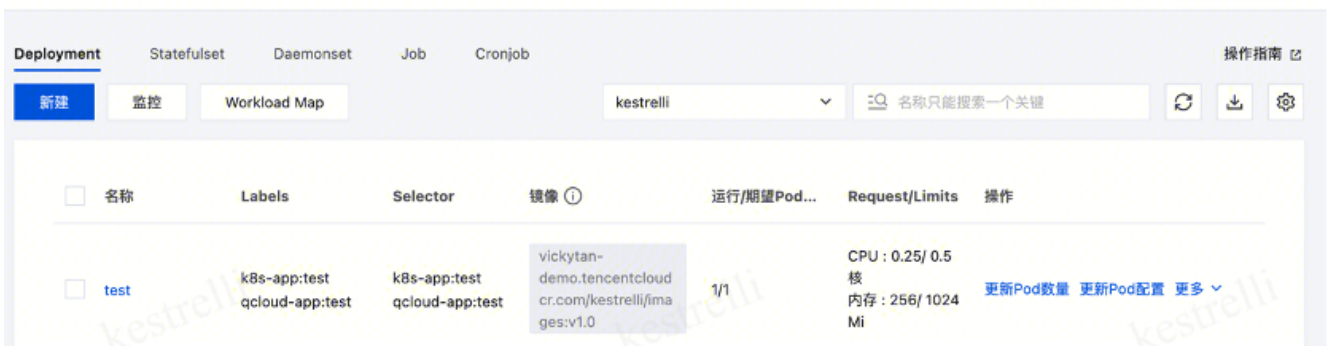 Deployment Statefulset Daemonset Job Cronjob 操作指南
新建 监控 Workload Map kestrelli 名称只能搜索一个关键
名称 Labels Selector 镜像 运行/期望Pod... Request/Limits 操作
test
k8s-app:test
qcloud-app:test
k8s-app:test
qcloud-app:test
vickytan-
demo.tencentcloud
cr.com/kestrelli/ima
ges:v1.0
1/1
CPU : 0.25/ 0.5
核
内存 : 256/ 1024
Mi
更新Pod数量 更新Pod配置 更多
kestrelli
kestrelli
kestrelli